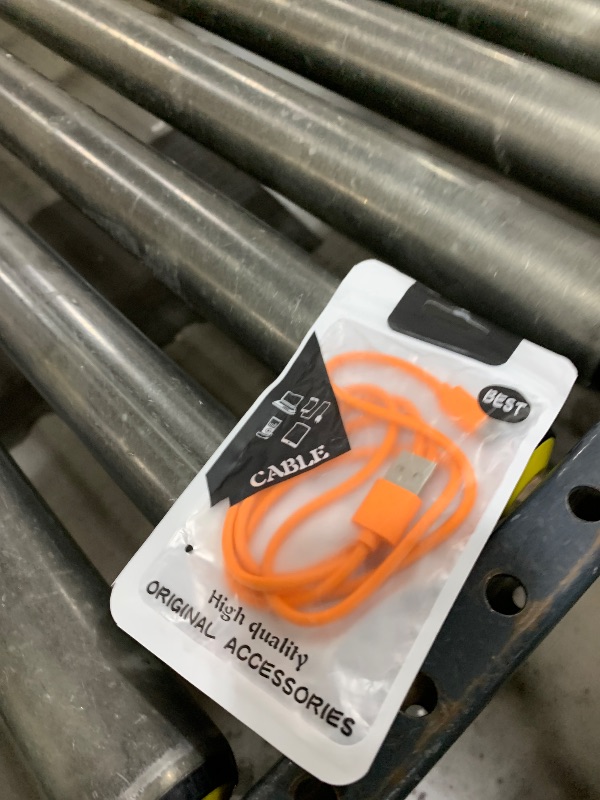 BEST
CABLE
High quality
ORIGINAL ACCESSORIES